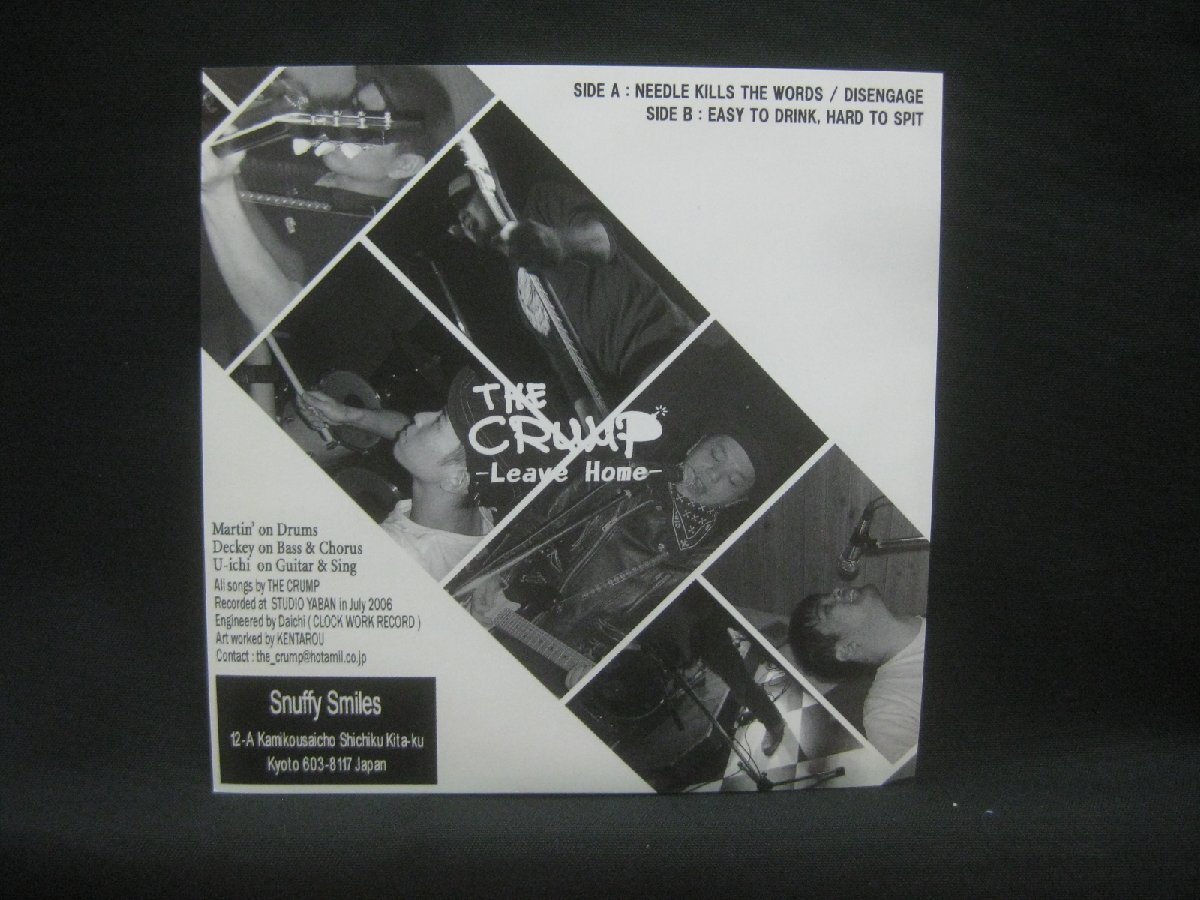 SIDE A : NEEDLE KILLS THE WORDS / DISENGAGE
SIDE B : EASY TO DRINK, HARD TO SPIT
THE
CRUMP
-Leave Home-
Martin' on Drums
Deckey on Bass & Chorus
U-ichi on Guitar & Sing
All songs by THE CRUMP
Recorded at STUDIO YABAN in July 2006
Engineered by Daichi ( CLOCK WORK RECORD )
Art worked by KENTAROU
Contact : the_crump@hotamil.co.jp
Snuffy Smiles
12-A Kamikousaicho Shichiku Kita-ku
Kyoto 603-8117 Japan